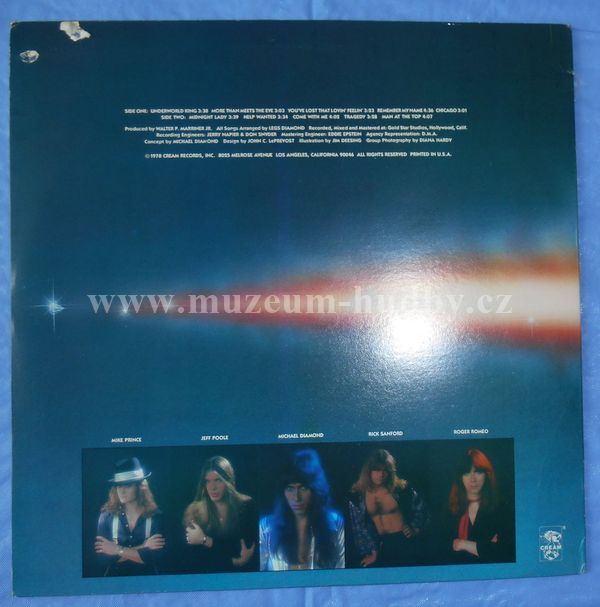 SIDE ONE: UNDERWORLD KING 3:38 MORE THAN MEETS THE EYE 3:03 YOU'VE LOST THAT LOVIN' FEELIN' 3:23 REMEMBER MY NAME 4:36 CHICAGO 3:01
SIDE TWO: MIDNIGHT LADY 3:39 HELP WANTED 3:34 COME WITH ME 4:02 TRAGEDY 3:28 MAN AT THE TOP 4:07
Produced by WALTER P. MARRINER JR. All Songs Arranged by LEGS DIAMOND Recorded, Mixed and Mastered at: Gold Star Studios, Hollywood, Calif.
Recording Engineers: JERRY NAPIER & DON SNYDER Mastering Engineer: EDDIE EPSTEIN Agency Representation: D.M.A.
Concept by MICHAEL DIAMOND Design by JOHN C. LePREVOST Illustration by JIM DEESING Group Photography by DIANA HARDY
© 1978 CREAM RECORDS, INC. 8025 MELROSE AVENUE LOS ANGELES, CALIFORNIA 90046 ALL RIGHTS RESERVED PRINTED IN U.S.A.
www.muzeum-hudby.cz
MIKE PRINCE JEFF POOLE MICHAEL DIAMOND RICK SANFORD ROGER ROMEO
CREAM